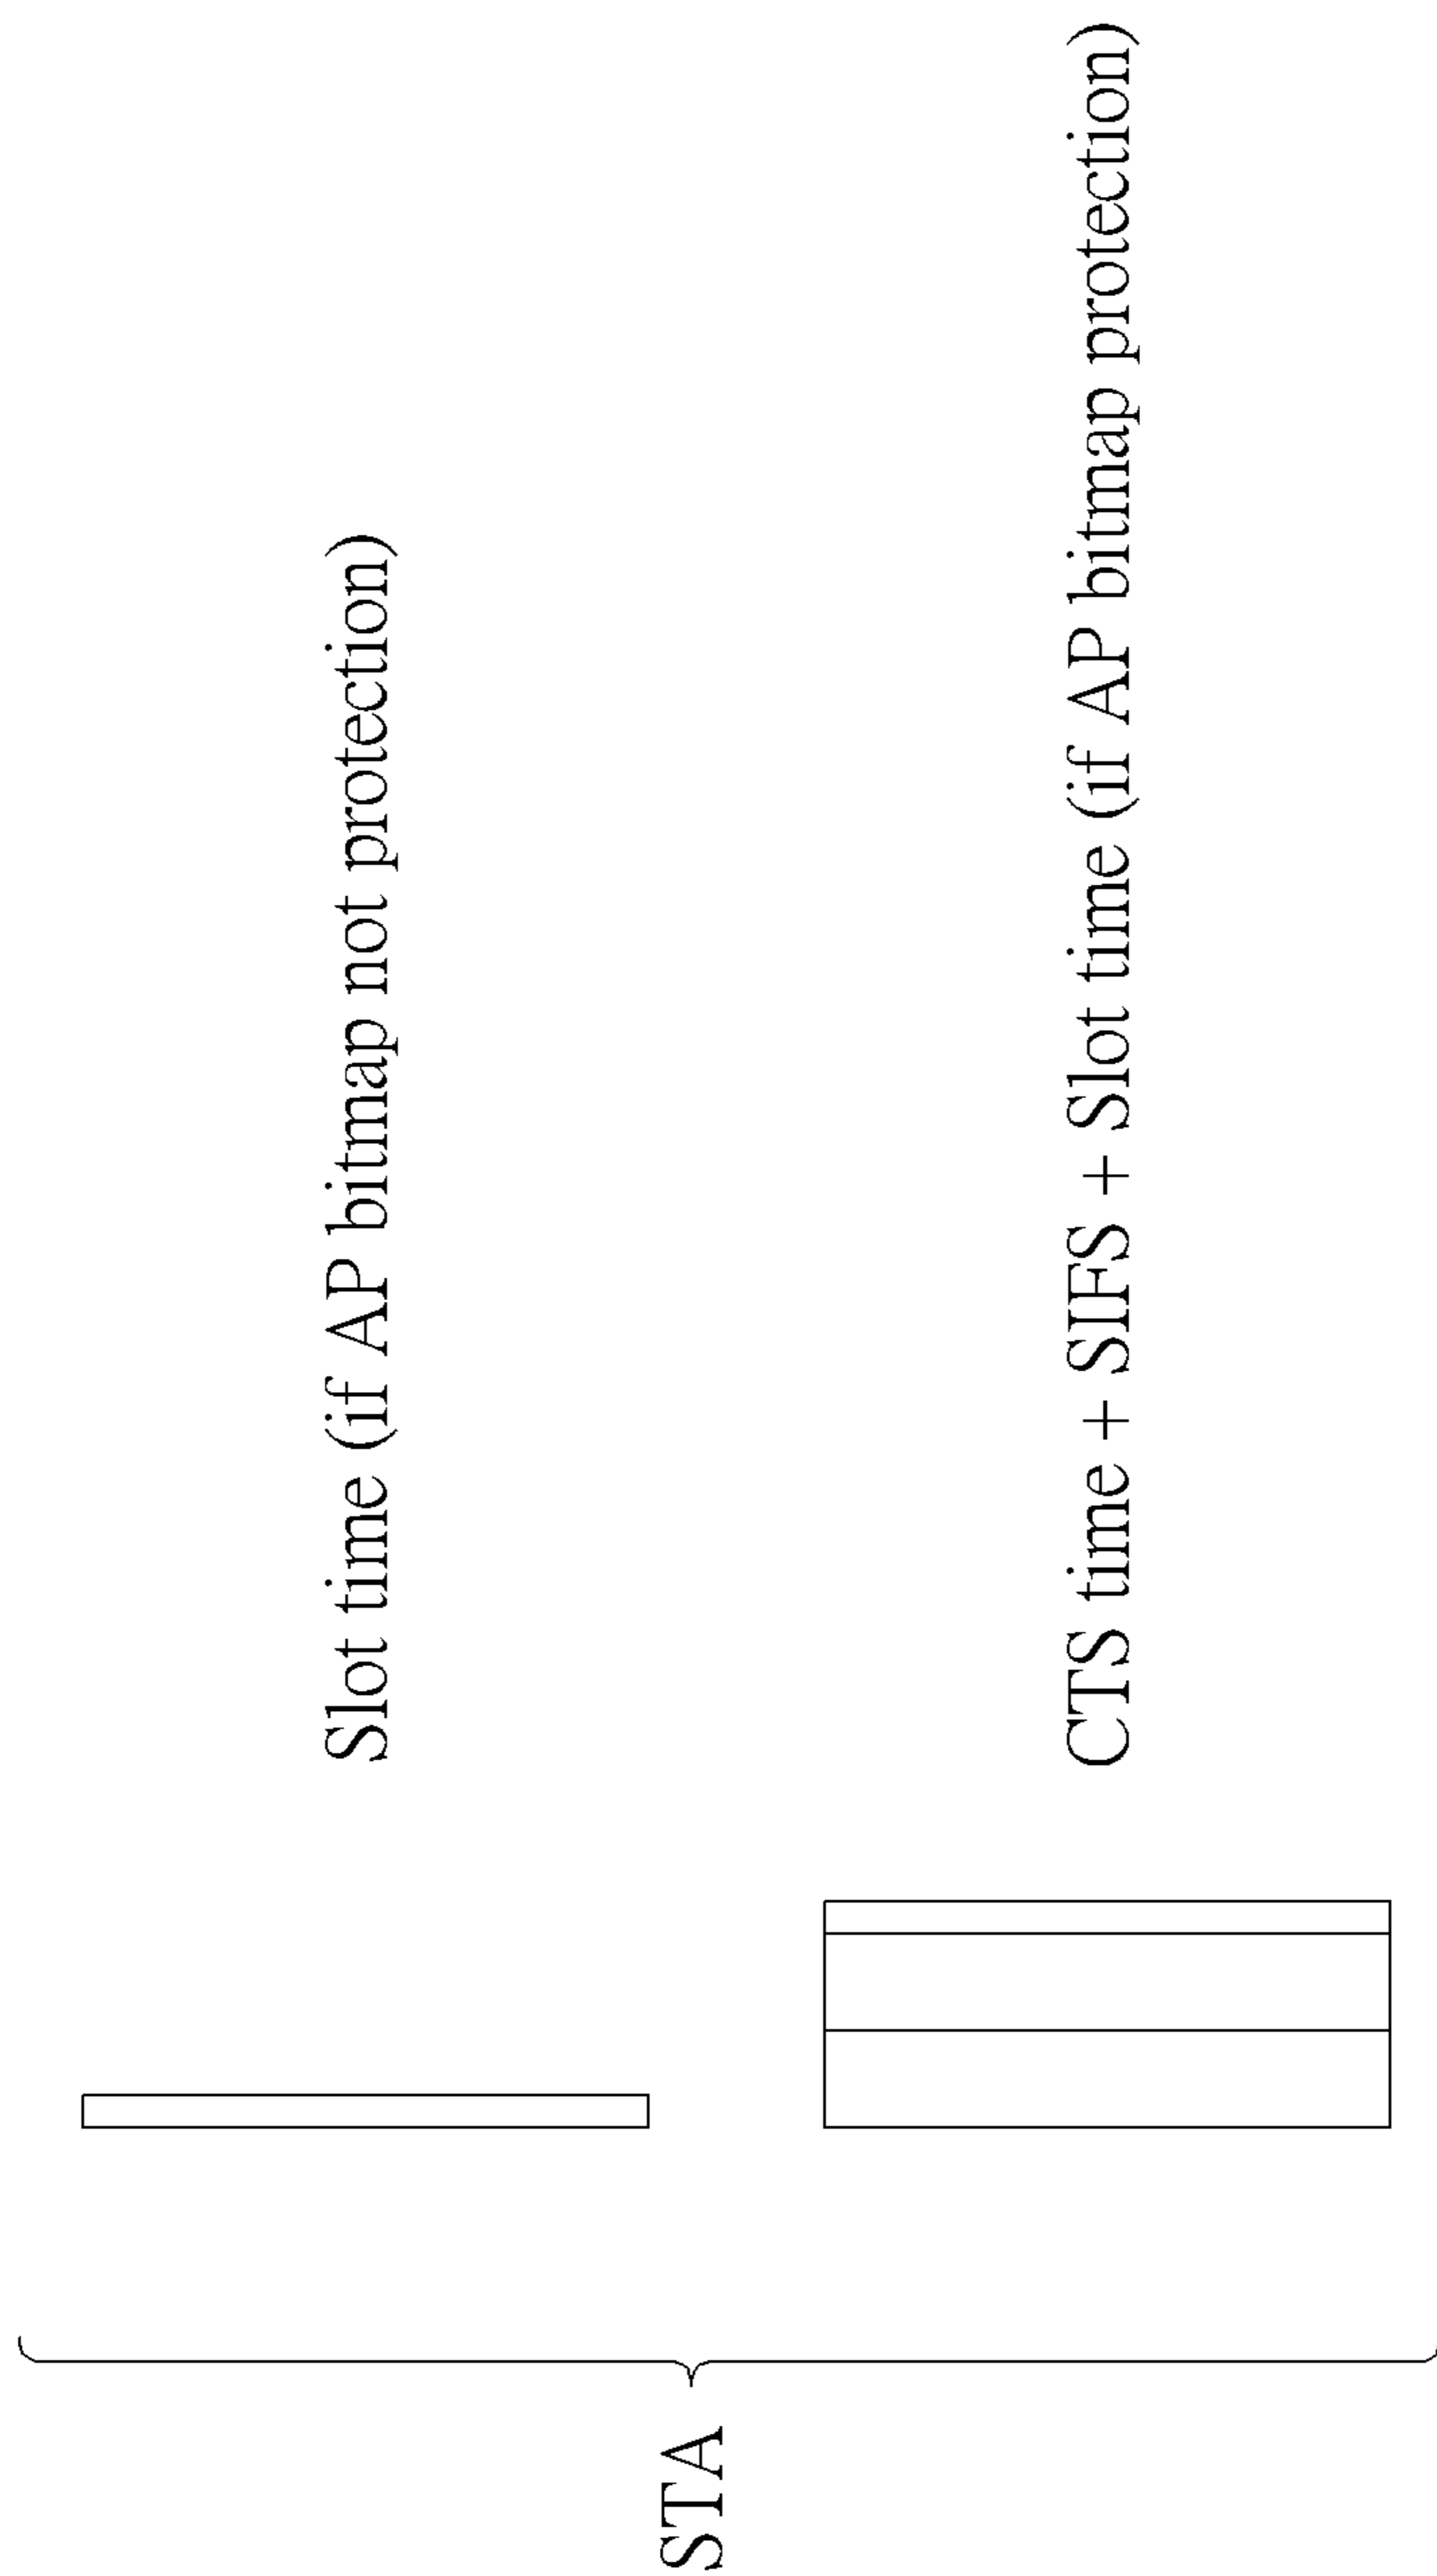 STA
Slot time (if AP bitmap not protection)
CTS time + SIFS + Slot time (if AP bitmap protection)